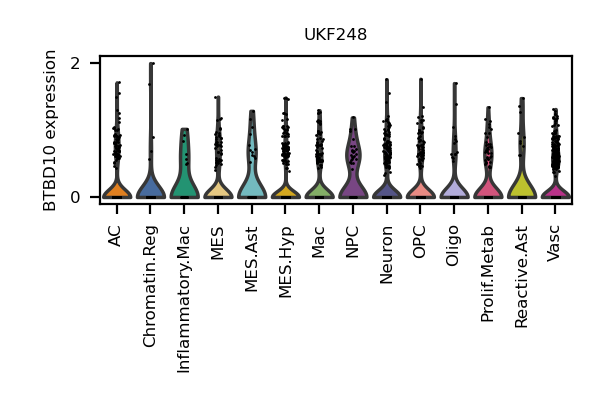 UKF248
BTBD10 expression
2
0
AC
Chromatin.Reg
Inflammatory.Mac
MES
MES.Ast
MES.Hyp
Mac
NPC
Neuron
OPC
Oligo
Prolif.Metab
Reactive.Ast
Vasc